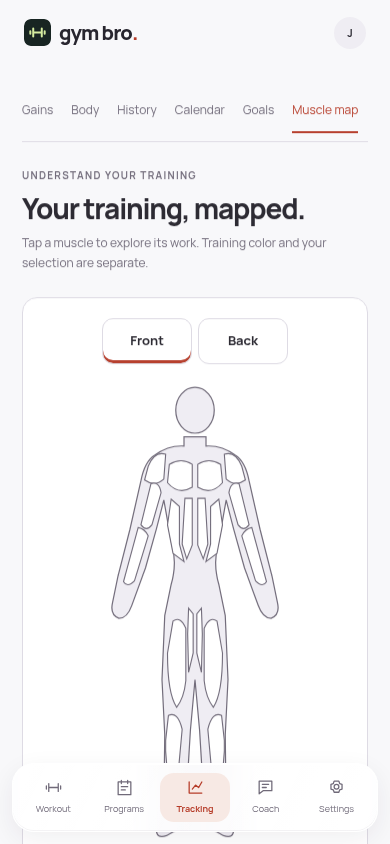 gym bro.
J
Gains Body History Calendar Goals Muscle map
UNDERSTAND YOUR TRAINING
Your training, mapped.
Tap a muscle to explore its work. Training color and your
selection are separate.
Front Back
Workout Programs Tracking Coach Settings